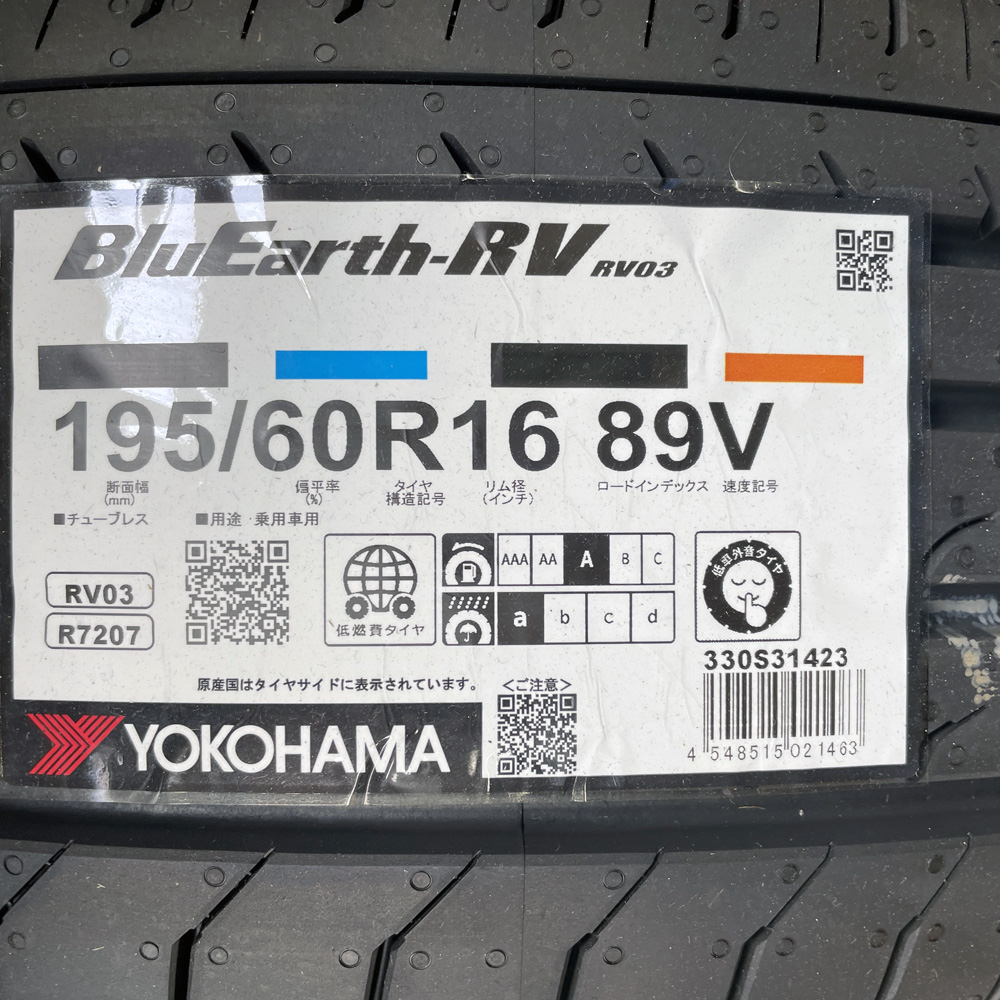 BluEarth-RV RV03
195/60R16 89V
断面幅 (mm) 偏平率 (%) タイヤ 構造記号 リム径 (インチ) ロードインデックス 速度記号
■チューブレス ■用途・乗用車用
RV03
R7207
低燃費タイヤ
AAA AA A B C
a b c d
低車外音タイヤ
330S31423
4 548515 021463
原産国はタイヤサイドに表示されています。
<ご注意>
YOKOHAMA